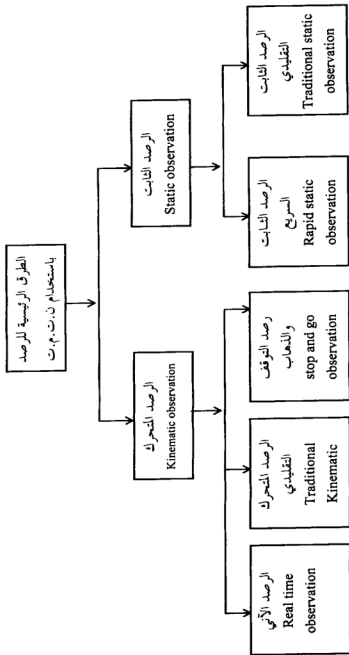 الطرق الرئيسية للرصد
باستخدام ن.ت.م.ت
الرصد الثابت
Static observation
الرصد المتحرك
Kinematic observation
الرصد الثابت
التقليدي
Traditional static
observation
الرصد الثابت
السريع
Rapid static
observation
رصد التوقف
والذهاب
stop and go
observation
الرصد المتحرك
التقليدي
Traditional
Kinematic
الرصد الآني
Real time
observation